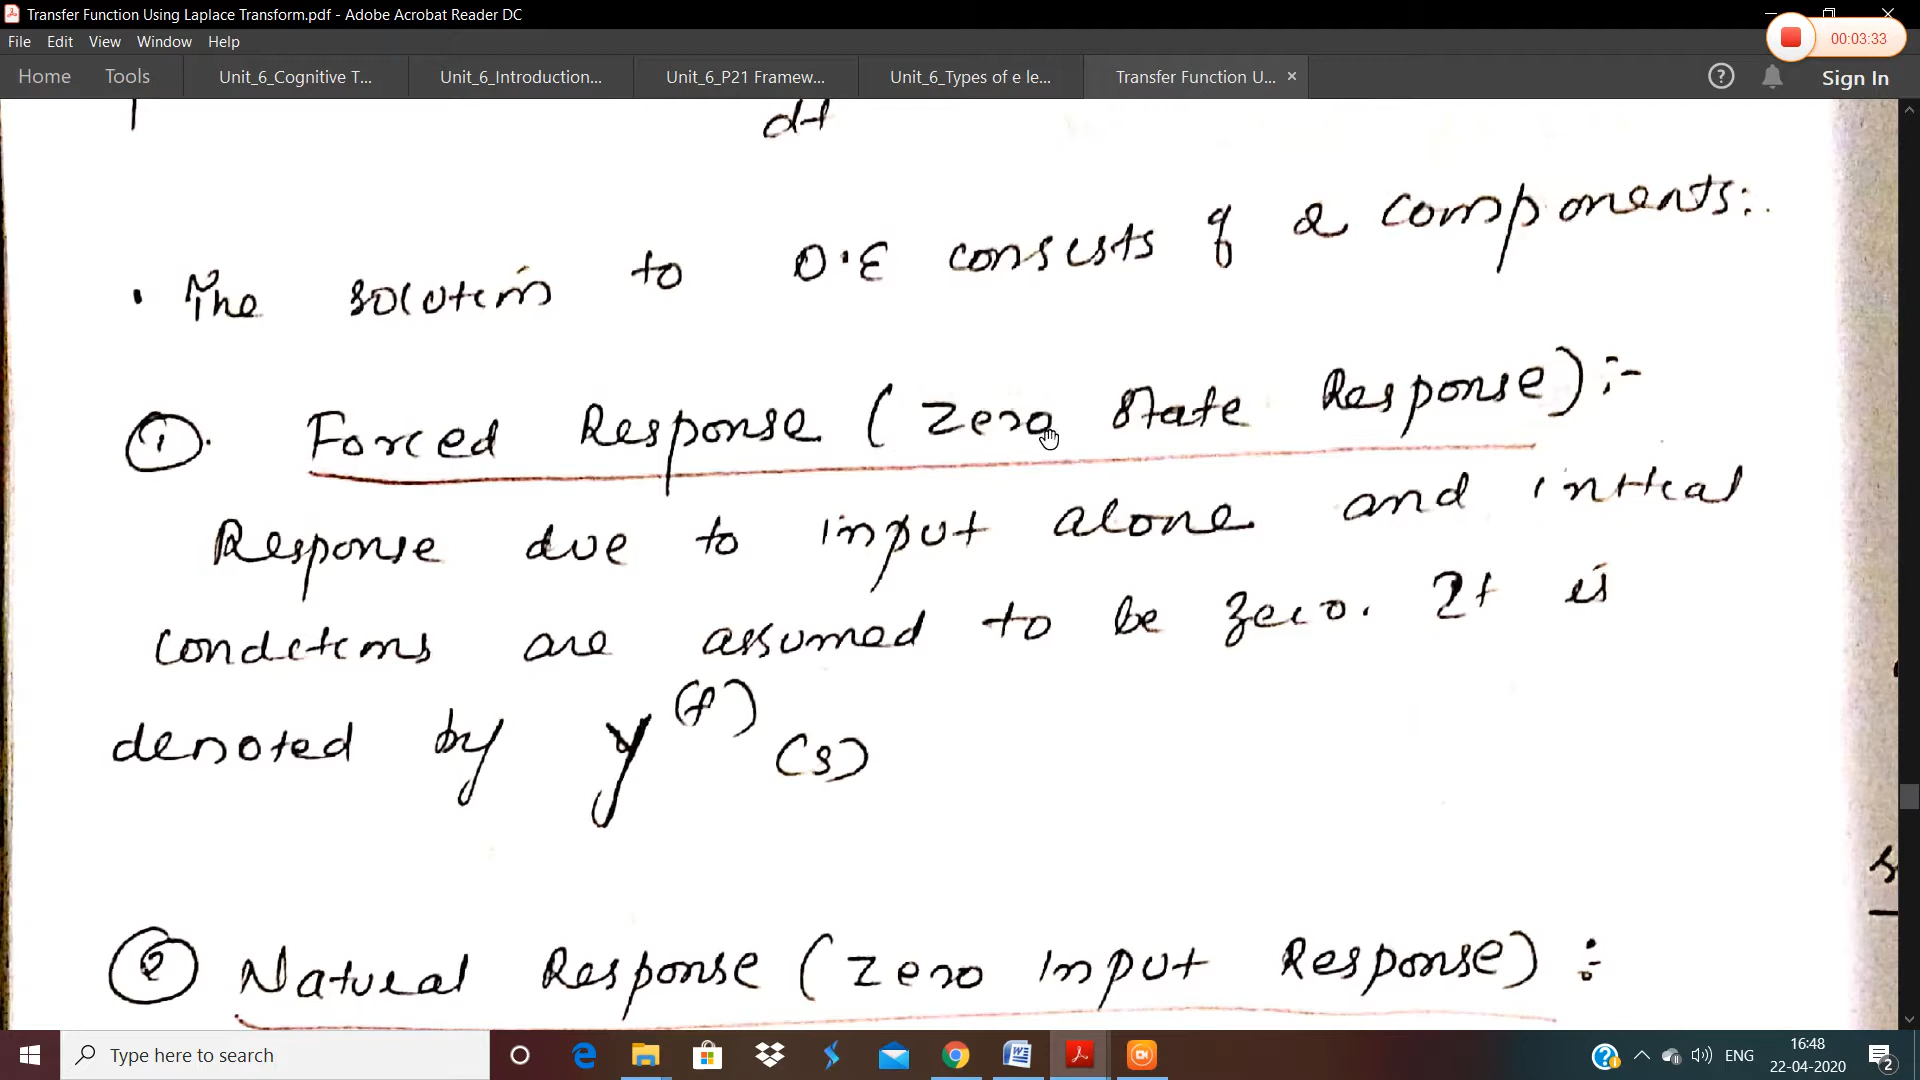 Transfer Function Using Laplace Transform.pdf - Adobe Acrobat Reader DC
File Edit View Window Help
00:03:33
Home Tools Unit_6_Cognitive T... Unit_6_Introduction... Unit_6_P21 Framew... Unit_6_Types of e le... Transfer Function U... × Sign In
dt
• The solution to D.E consists of 2 components:
① Forced Response (Zero State Response):-
Response due to input alone and initial
conditions are assumed to be zero. It is
denoted by y^(f) (s)
② Natural Response (Zero Input Response):
Type here to search
ENG
16:48
22-04-2020
2